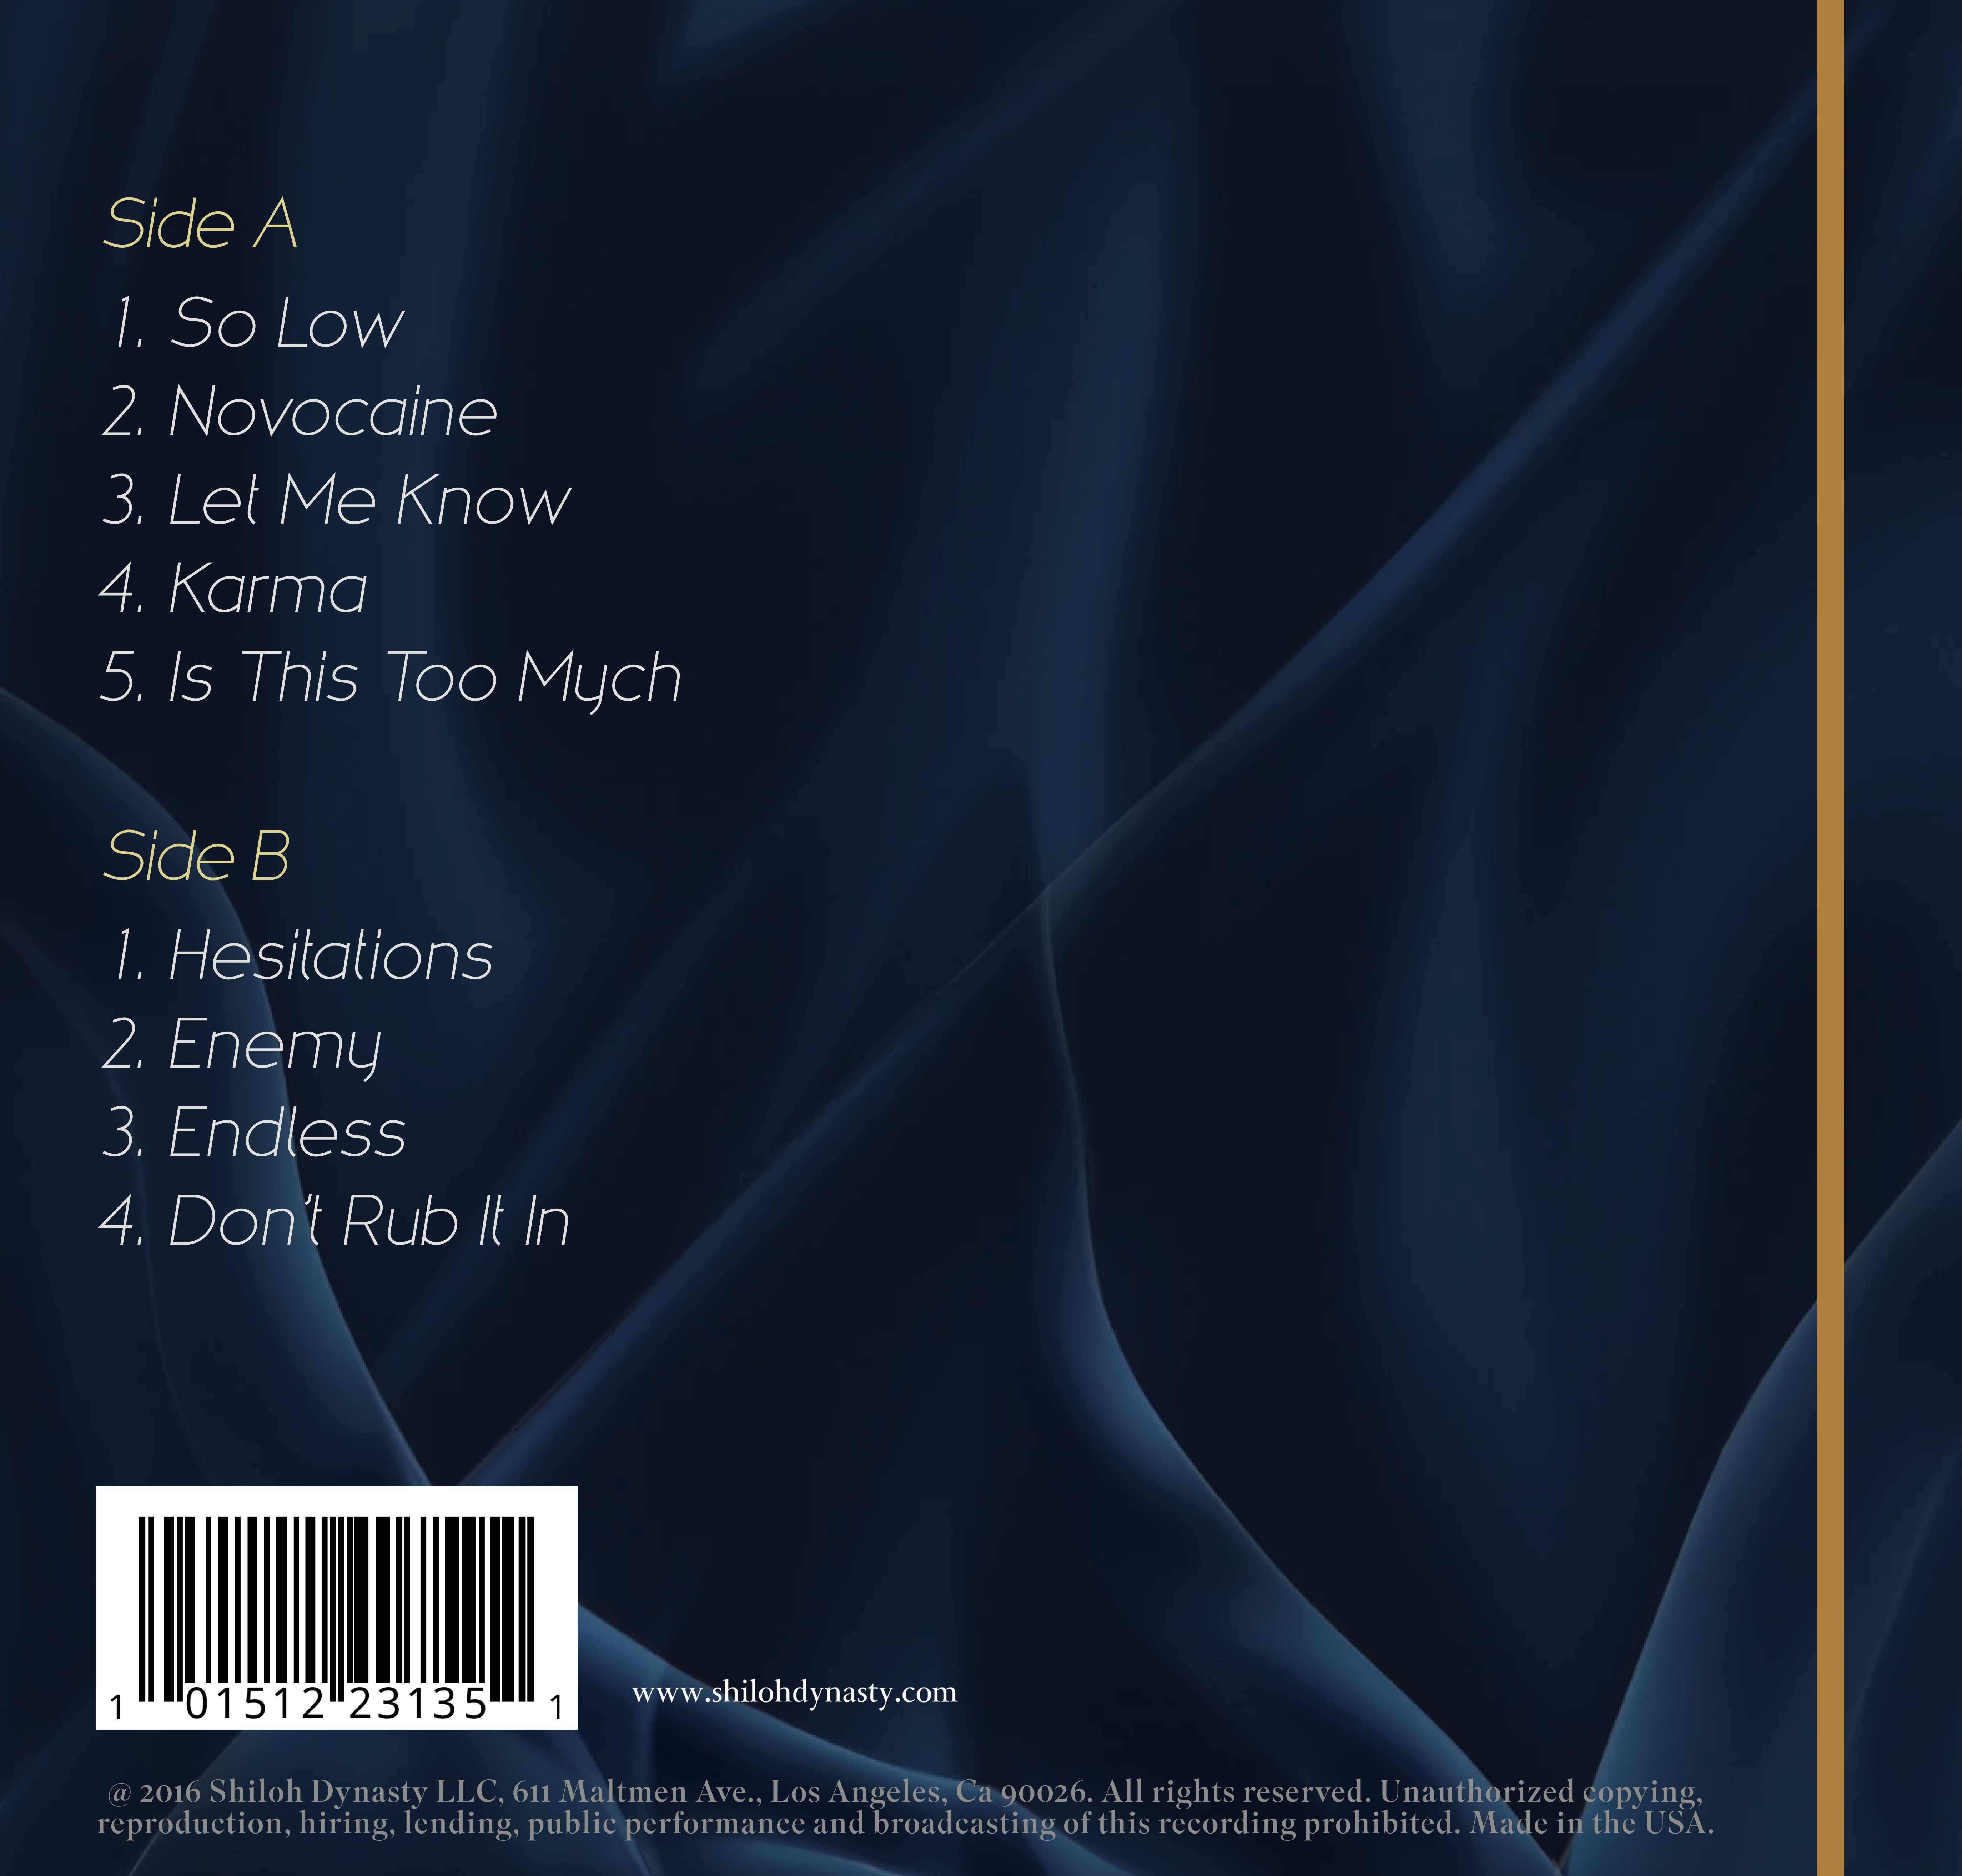 Side A
1. So Low
2. Novocaine
3. Let Me Know
4. Karma
5. Is This Too Mych
Side B
1. Hesitations
2. Enemy
3. Endless
4. Don't Rub It In
1 01512 23135 1
www.shilohdynasty.com
@ 2016 Shiloh Dynasty LLC, 611 Maltmen Ave., Los Angeles, Ca 90026. All rights reserved. Unauthorized copying,
reproduction, hiring, lending, public performance and broadcasting of this recording prohibited. Made in the USA.